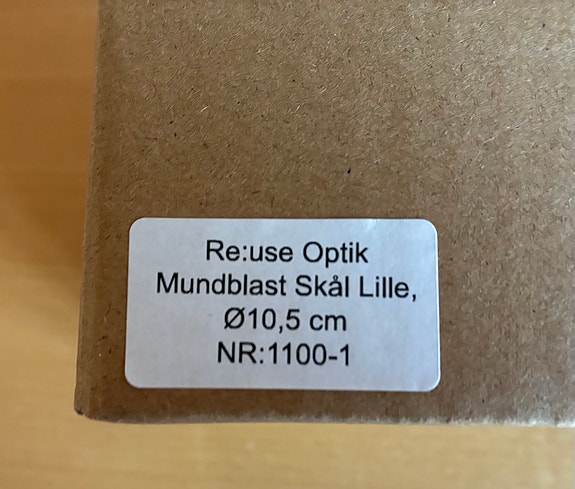 Re:use Optik
Mundblast Skål Lille,
Ø10,5 cm
NR:1100-1